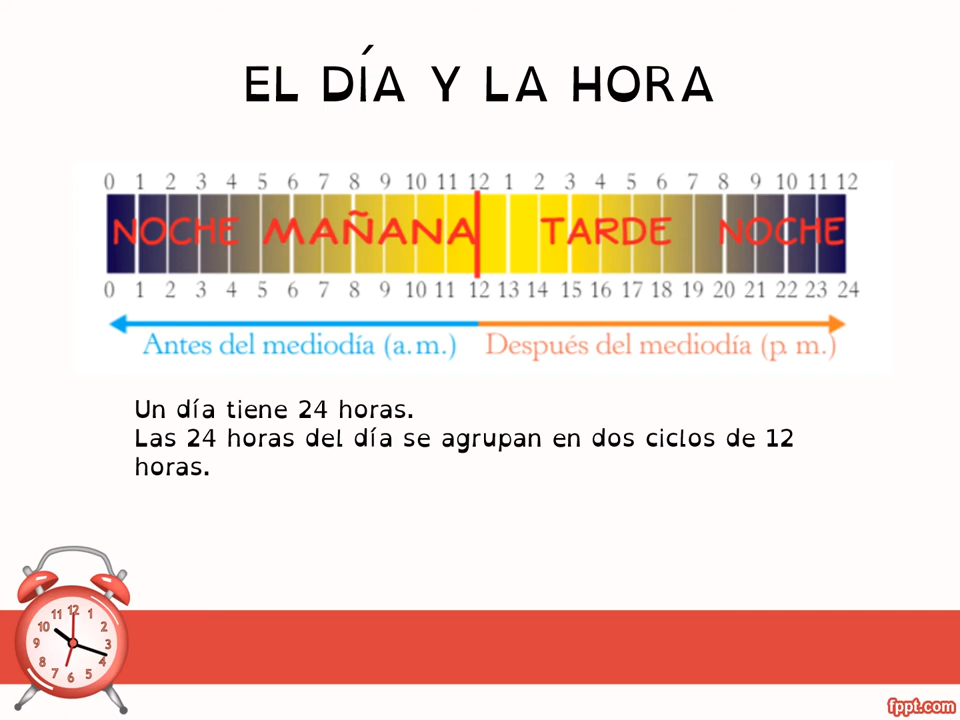 EL DÍA Y LA HORA
0 1 2 3 4 5 6 7 8 9 10 11 12 1 2 3 4 5 6 7 8 9 10 11 12
NOCHE MAÑANA TARDE NOCHE
0 1 2 3 4 5 6 7 8 9 10 11 12 13 14 15 16 17 18 19 20 21 22 23 24
Antes del mediodía (a. m.) Después del mediodía (p. m.)
Un día tiene 24 horas.
Las 24 horas del día se agrupan en dos ciclos de 12
horas.
12 1 2 3 4 5 6 7 8 9 10 11
fppt.com